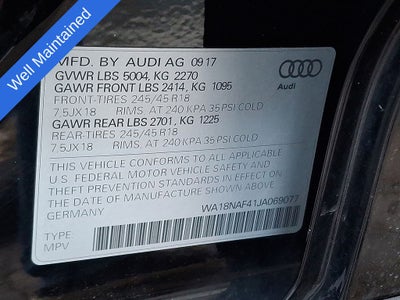 Well Maintained
MFD. BY AUDI AG 09 17
GVWR LBS 5004, KG 2270
GAWR FRONT LBS 2414, KG 1095
FRONT-TIRES 245/45 R18
7.5JX18 RIMS, AT 240 KPA 35 PSI COLD
GAWR REAR LBS 2701, KG 1225
REAR-TIRES 245/45 R18
7.5JX18 RIMS, AT 240 KPA 35 PSI COLD
THIS VEHICLE CONFORMS TO ALL APPLICABLE
U.S FEDERAL MOTOR VEHICLE SAFETY AND
THEFT PREVENTION STANDARDS IN EFFECT ON
THE DATE OF MANUFACTURE SHOWN ABOVE
GERMANY
WA18NAF41JA069077
TYPE:
MPV
Audi